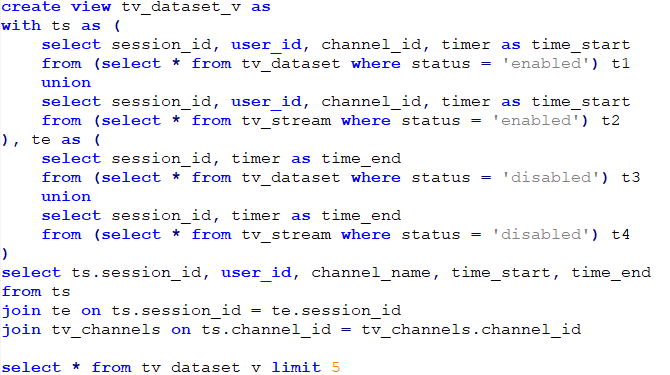 create view tv_dataset_v as
with ts as (
    select session_id, user_id, channel_id, timer as time_start
    from (select * from tv_dataset where status = 'enabled') t1
    union
    select session_id, user_id, channel_id, timer as time_start
    from (select * from tv_stream where status = 'enabled') t2
), te as (
    select session_id, timer as time_end
    from (select * from tv_dataset where status = 'disabled') t3
    union
    select session_id, timer as time_end
    from (select * from tv_stream where status = 'disabled') t4
)
select ts.session_id, user_id, channel_name, time_start, time_end
from ts
join te on ts.session_id = te.session_id
join tv_channels on ts.channel_id = tv_channels.channel_id

select * from tv_dataset_v limit 5